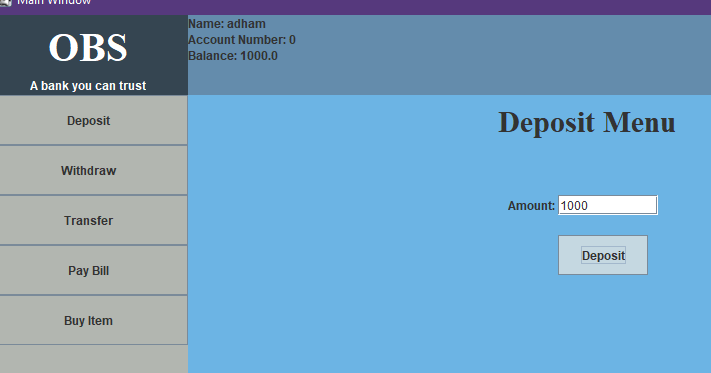 Main Window
OBS
A bank you can trust
Name: adham
Account Number: 0
Balance: 1000.0
Deposit
Withdraw
Transfer
Pay Bill
Buy Item
Deposit Menu
Amount: 1000
Deposit